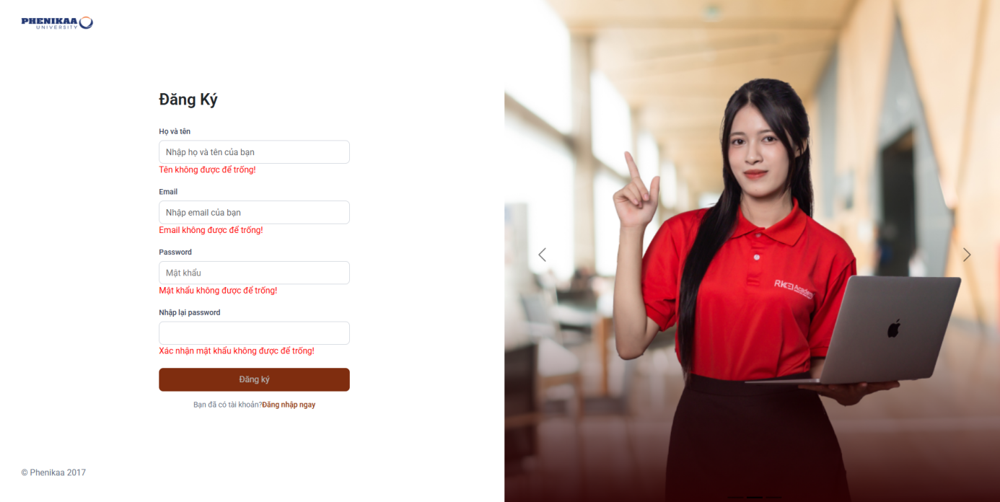 PHENIKAA
UNIVERSITY
Đăng Ký
Họ và tên
Nhập họ và tên của bạn
Tên không được để trống!
Email
Nhập email của bạn
Email không được để trống!
Password
Mật khẩu
Mật khẩu không được để trống!
Nhập lại password
Xác nhận mật khẩu không được để trống!
Đăng ký
Bạn đã có tài khoản?Đăng nhập ngay
© Phenikaa 2017
Academy